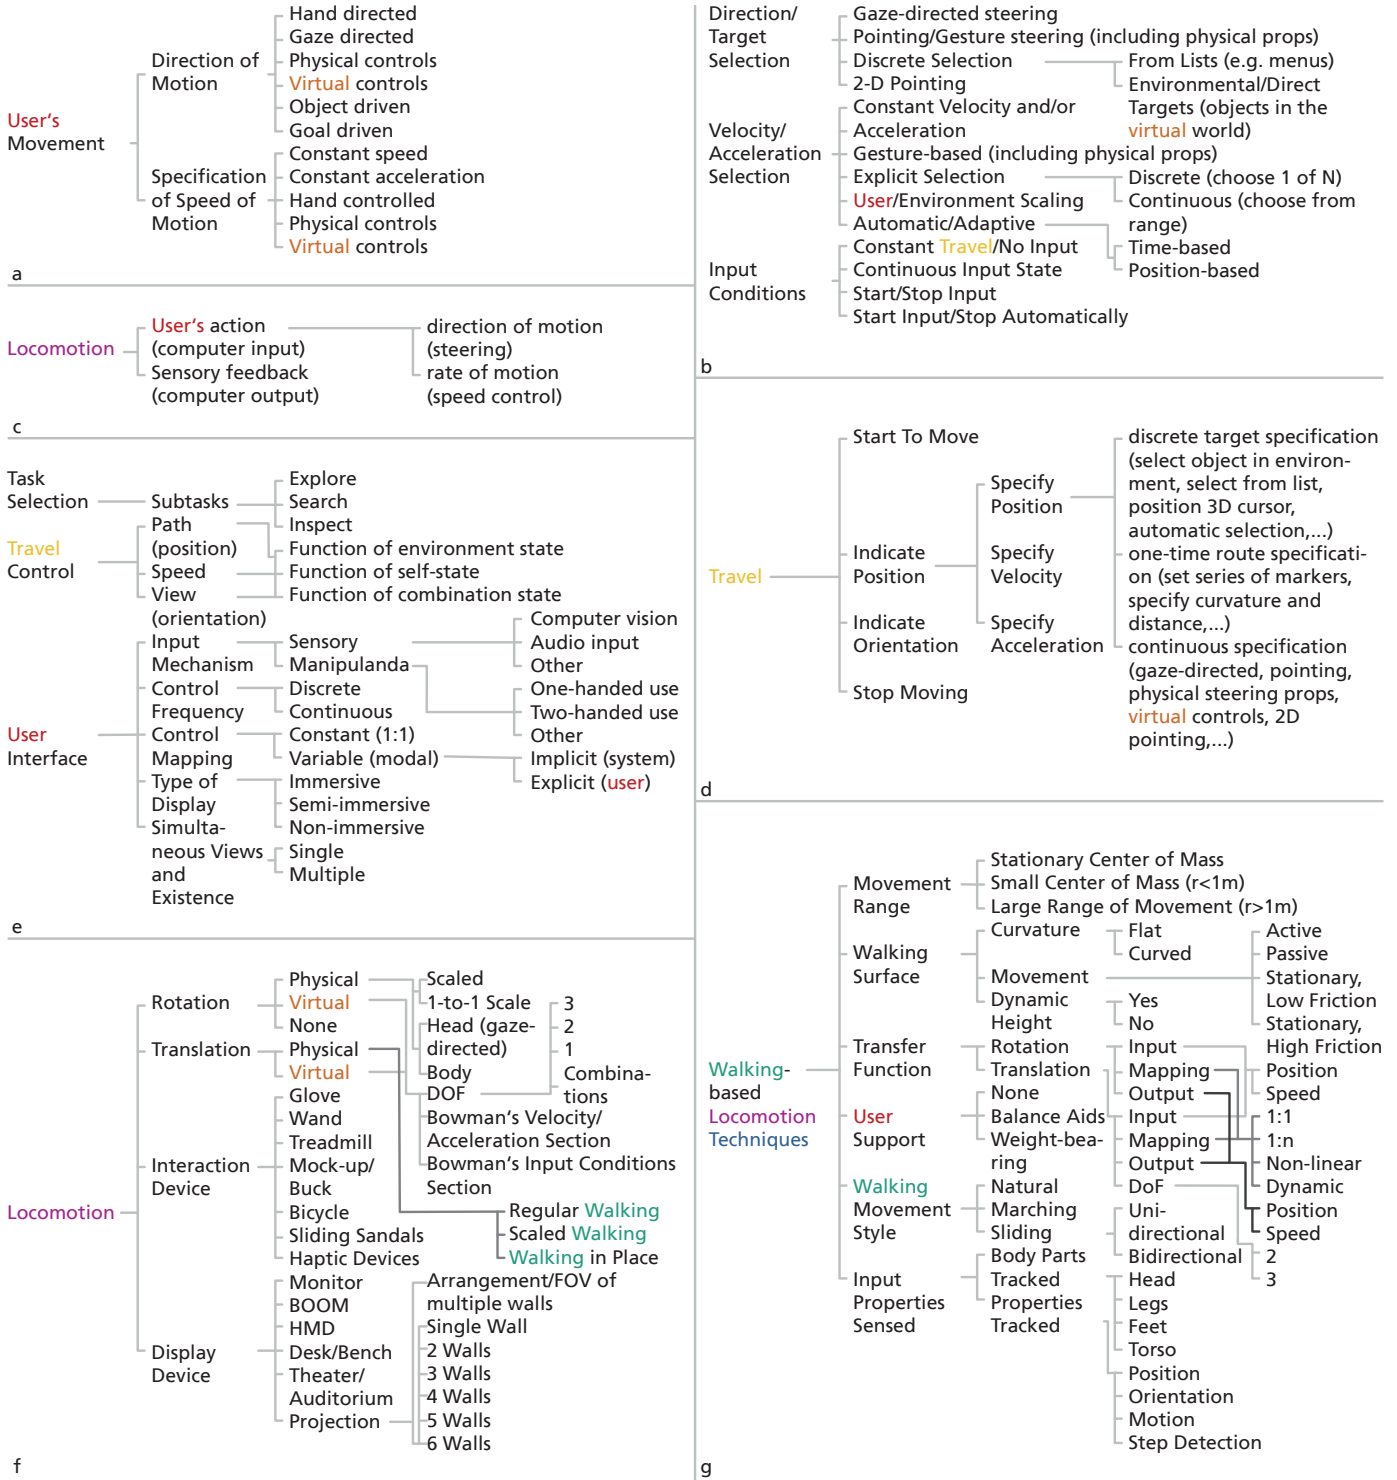 User's
Movement
Direction of
Motion
Hand directed
Gaze directed
Physical controls
Virtual controls
Object driven
Goal driven
Specification
of Speed of
Motion
Constant speed
Constant acceleration
Hand controlled
Physical controls
Virtual controls
a
Direction/
Target
Selection
Gaze-directed steering
Pointing/Gesture steering (including physical props)
Discrete Selection
2-D Pointing
From Lists (e.g. menus)
Environmental/Direct
Targets (objects in the
virtual world)
Velocity/
Acceleration
Selection
Constant Velocity and/or
Acceleration
Gesture-based (including physical props)
Explicit Selection
User/Environment Scaling
Automatic/Adaptive
Discrete (choose 1 of N)
Continuous (choose from
range)
Time-based
Position-based
Input
Conditions
Constant Travel/No Input
Continuous Input State
Start/Stop Input
Start Input/Stop Automatically
b
Locomotion
User's action
(computer input)
Sensory feedback
(computer output)
direction of motion
(steering)
rate of motion
(speed control)
c
Travel
Start To Move
Indicate
Position
Indicate
Orientation
Stop Moving
Specify
Position
Specify
Velocity
Specify
Acceleration
discrete target specification
(select object in environ-
ment, select from list,
position 3D cursor,
automatic selection,...)
one-time route specificati-
on (set series of markers,
specify curvature and
distance,...)
continuous specification
(gaze-directed, pointing,
physical steering props,
virtual controls, 2D
pointing,...)
d
Task
Selection
Subtasks
Explore
Search
Inspect
Travel
Control
Path
(position)
Speed
View
(orientation)
Function of environment state
Function of self-state
Function of combination state
User
Interface
Input
Mechanism
Control
Frequency
Control
Mapping
Type of
Display
Simulta-
neous Views
and
Existence
Sensory
Manipulanda
Discrete
Continuous
Constant (1:1)
Variable (modal)
Immersive
Semi-immersive
Non-immersive
Single
Multiple
Computer vision
Audio input
Other
One-handed use
Two-handed use
Other
Implicit (system)
Explicit (user)
e
Locomotion
Rotation
Translation
Interaction
Device
Display
Device
Physical
Virtual
None
Physical
Virtual
Glove
Wand
Treadmill
Mock-up/
Buck
Bicycle
Sliding Sandals
Haptic Devices
Monitor
BOOM
HMD
Desk/Bench
Theater/
Auditorium
Projection
Scaled
1-to-1 Scale
Head (gaze-
directed)
Body
DOF
Bowman's Velocity/
Acceleration Section
Bowman's Input Conditions
Section
3
2
1
Combina-
tions
Regular Walking
Scaled Walking
Walking in Place
Arrangement/FOV of
multiple walls
Single Wall
2 Walls
3 Walls
4 Walls
5 Walls
6 Walls
f
Walking-
based
Locomotion
Techniques
Movement
Range
Walking
Surface
Transfer
Function
User
Support
Walking
Movement
Style
Input
Properties
Sensed
Stationary Center of Mass
Small Center of Mass (r<1m)
Large Range of Movement (r>1m)
Curvature
Movement
Dynamic
Height
Rotation
Translation
None
Balance Aids
Weight-bea-
ring
Natural
Marching
Sliding
Body Parts
Tracked
Properties
Tracked
Flat
Curved
Yes
No
Input
Mapping
Output
Input
Mapping
Output
DoF
Uni-
directional
Bidirectional
Head
Legs
Feet
Torso
Position
Orientation
Motion
Step Detection
Active
Passive
Stationary,
Low Friction
Stationary,
High Friction
Position
Speed
1:1
1:n
Non-linear
Dynamic
Position
Speed
2
3
g